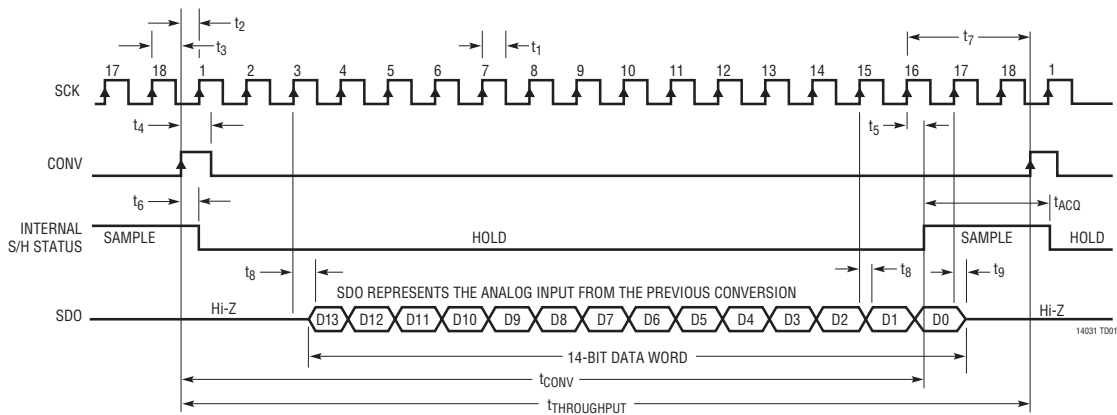 t2
t3
t1
t7
17 18 1 2 3 4 5 6 7 8 9 10 11 12 13 14 15 16 17 18 1
SCK
t4
t5
CONV
t6
tACQ
INTERNAL
S/H STATUS
SAMPLE
HOLD
SAMPLE
HOLD
t8
t8
t9
SDO REPRESENTS THE ANALOG INPUT FROM THE PREVIOUS CONVERSION
SDO
Hi-Z
D13 D12 D11 D10 D9 D8 D7 D6 D5 D4 D3 D2 D1 D0
Hi-Z
14031 TD01
14-BIT DATA WORD
tCONV
tTHROUGHPUT